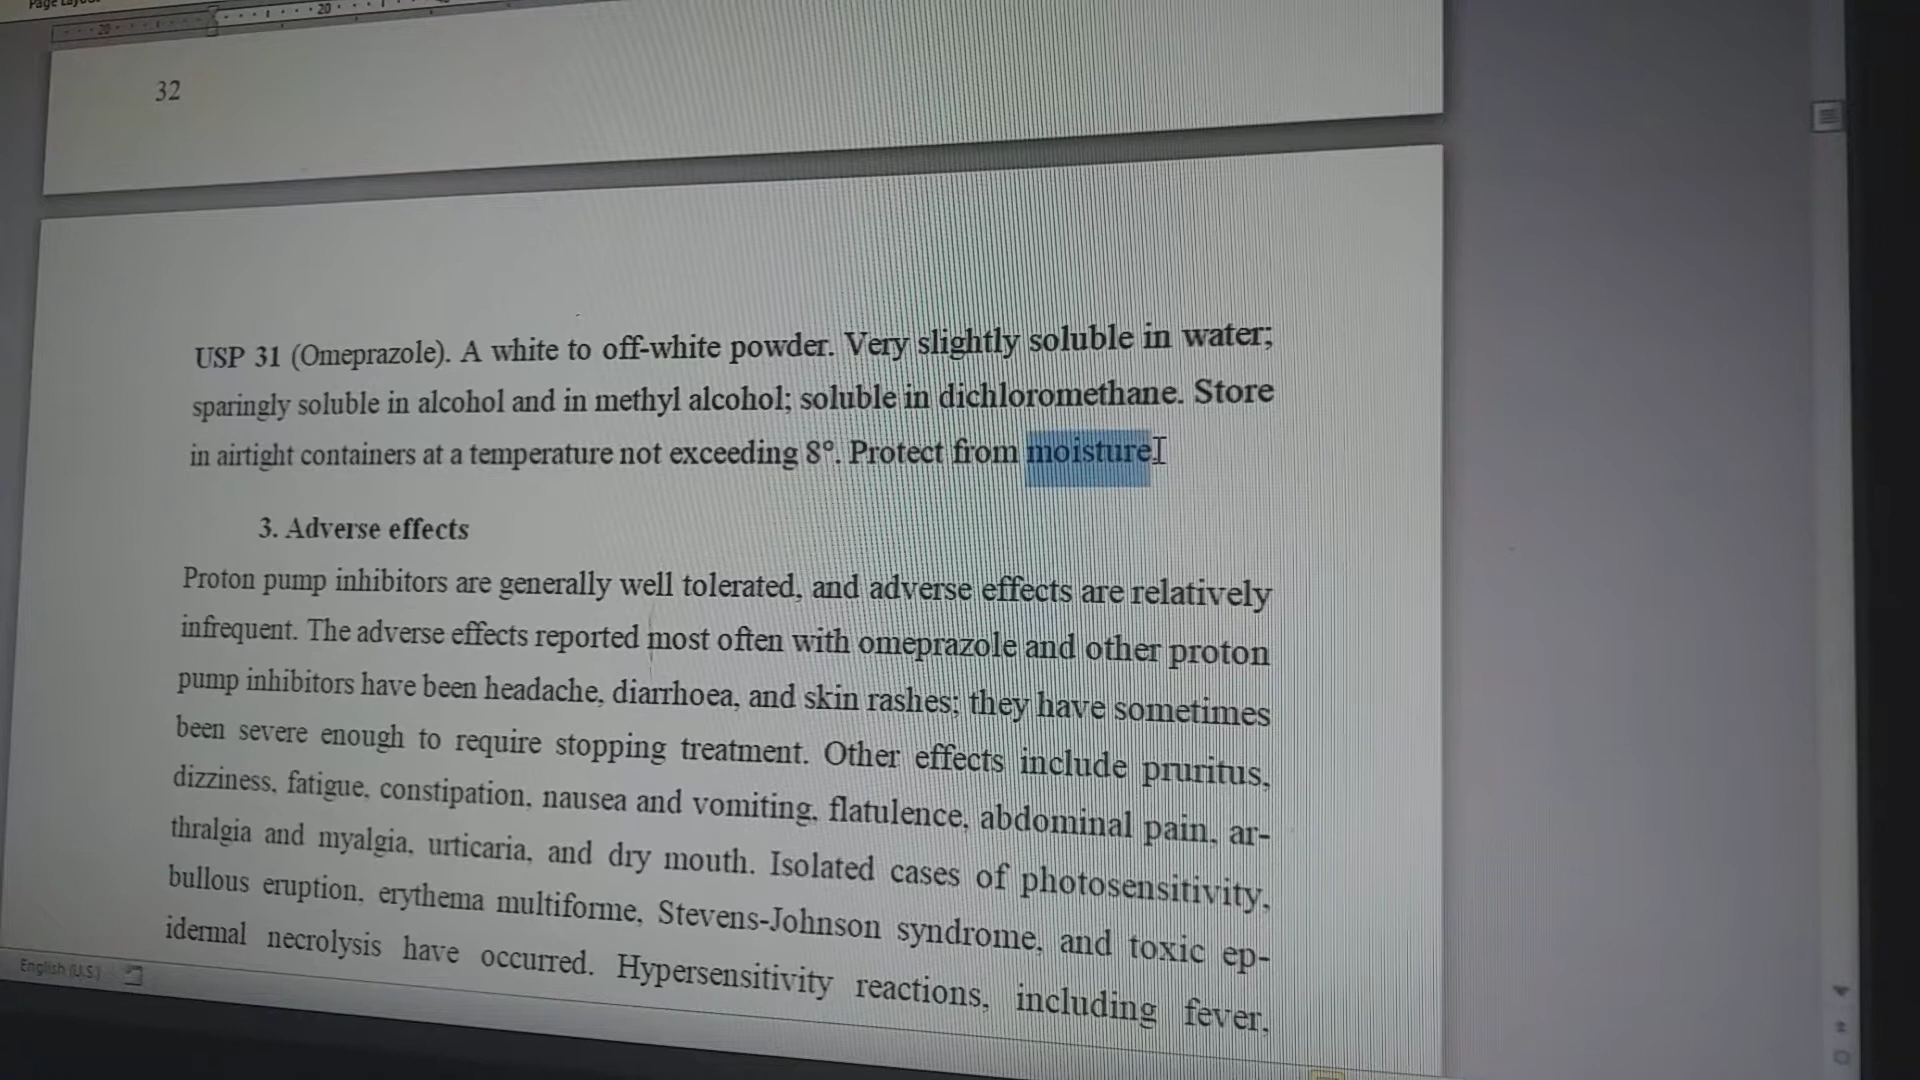 Page Layout
20 20
32
USP 31 (Omeprazole). A white to off-white powder. Very slightly soluble in water;
sparingly soluble in alcohol and in methyl alcohol; soluble in dichloromethane. Store
in airtight containers at a temperature not exceeding 8°. Protect from moisture
3. Adverse effects
Proton pump inhibitors are generally well tolerated, and adverse effects are relatively
infrequent. The adverse effects reported most often with omeprazole and other proton
pump inhibitors have been headache, diarrhoea, and skin rashes; they have sometimes
been severe enough to require stopping treatment. Other effects include pruritus,
dizziness, fatigue, constipation, nausea and vomiting, flatulence, abdominal pain, ar-
thralgia and myalgia, urticaria, and dry mouth. Isolated cases of photosensitivity,
bullous eruption, erythema multiforme, Stevens-Johnson syndrome, and toxic ep-
idermal necrolysis have occurred. Hypersensitivity reactions, including fever,
English (U.S.)